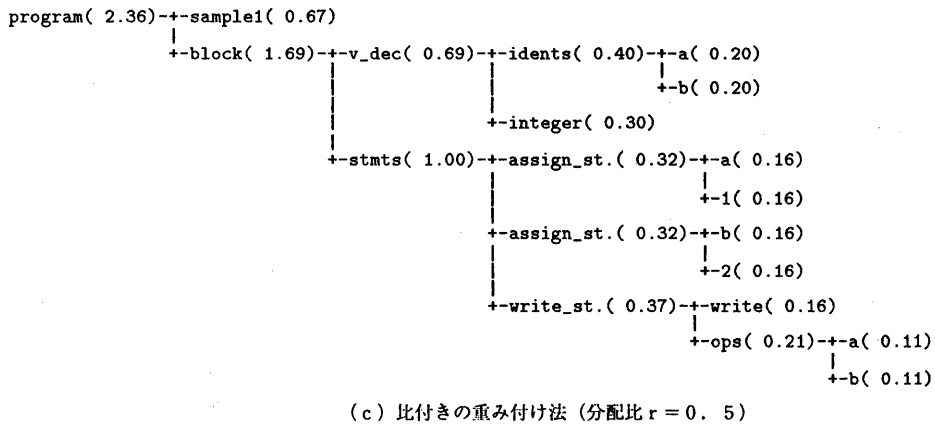 program( 2.36)-+-sample1( 0.67)
|
+-block( 1.69)-+-v_dec( 0.69)-+-idents( 0.40)-+-a( 0.20)
| | |
| | +-b( 0.20)
| |
| +-integer( 0.30)
|
+-stmts( 1.00)-+-assign_st.( 0.32)-+-a( 0.16)
| |
| +-1( 0.16)
|
+-assign_st.( 0.32)-+-b( 0.16)
| |
| +-2( 0.16)
|
+-write_st.( 0.37)-+-write( 0.16)
|
+-ops( 0.21)-+-a( 0.11)
|
+-b( 0.11)
(c) 比付きの重み付け法 (分配比 r = 0. 5)